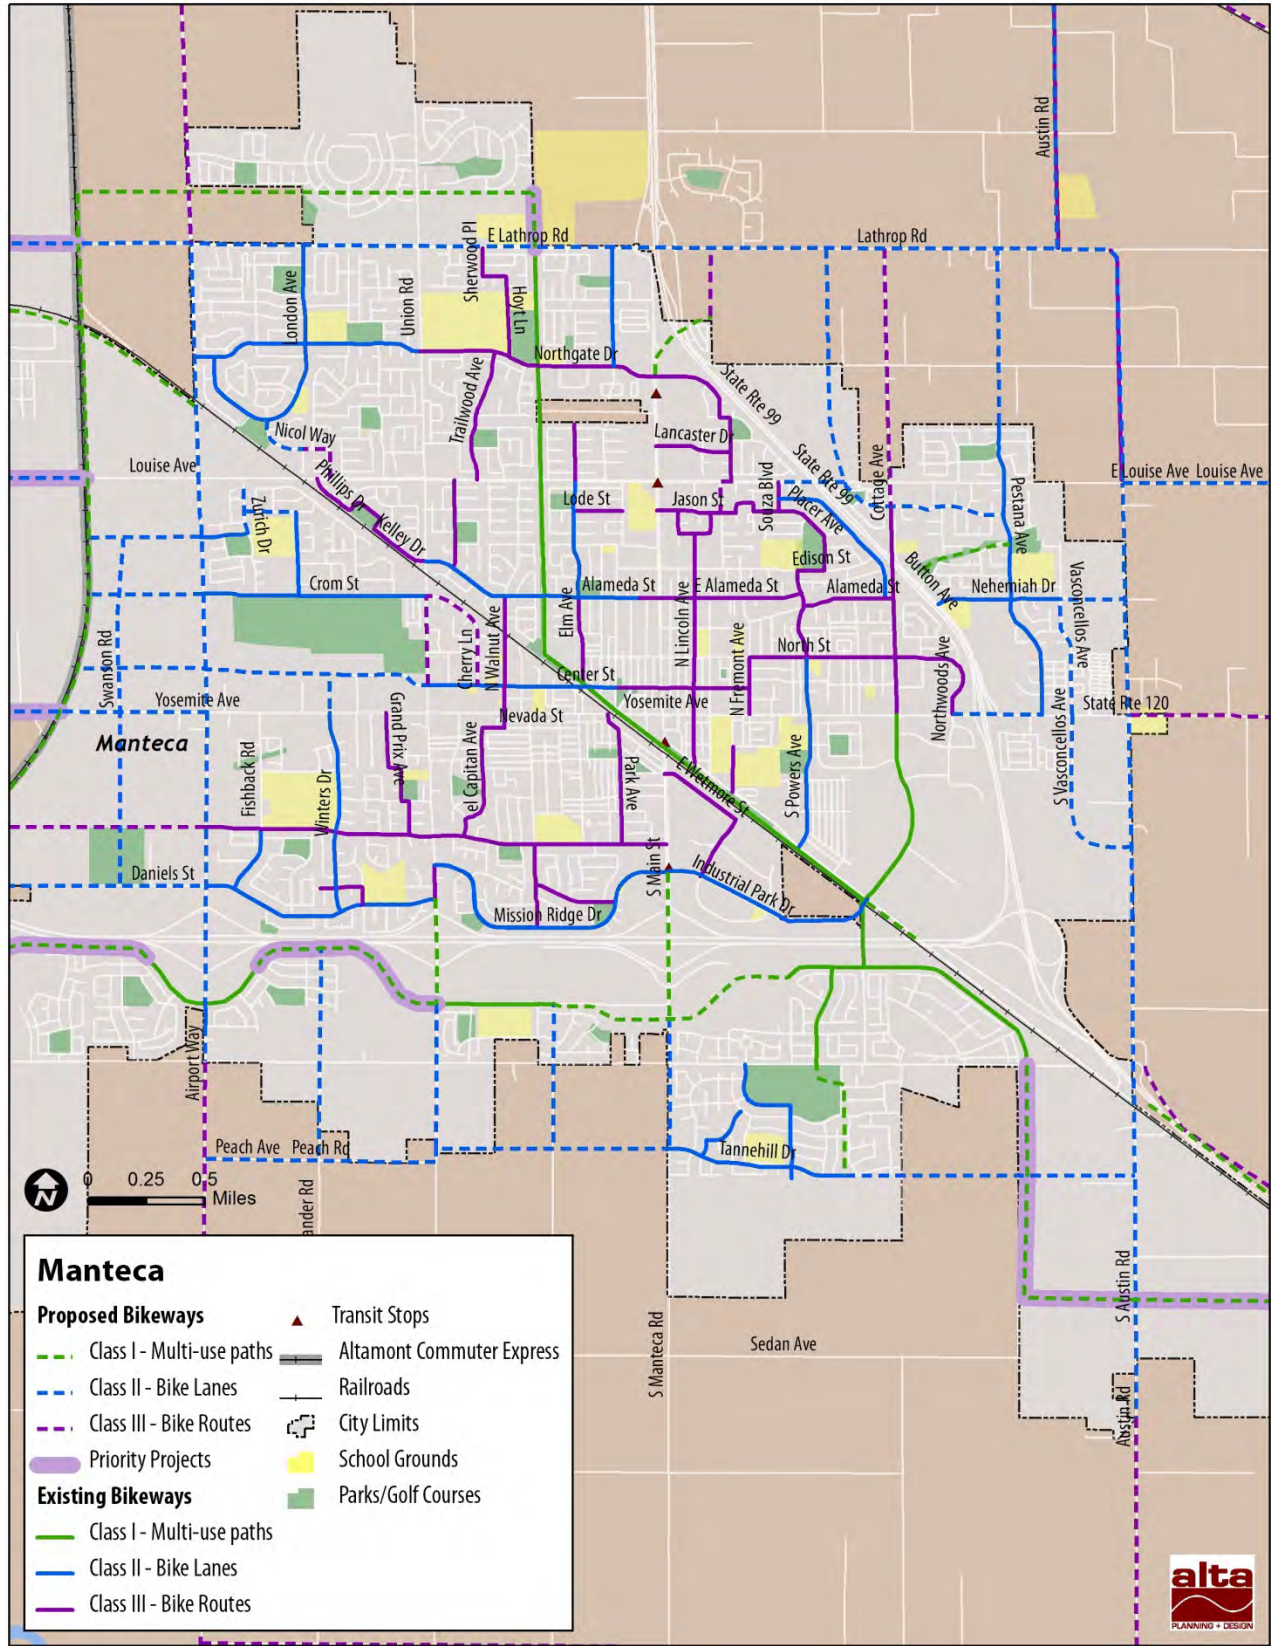 Austin Rd
E Lathrop Rd
Lathrop Rd
Sherwood Pl
London Ave
Union Rd
Hoyt Ln
Northgate Dr
State Rte 99
Trailwood Ave
Lancaster Dr
Nicol Way
Louise Ave
State Rte 99
Cottage Ave
E Louise Ave
Louise Ave
Phillips Dr
Zurich Dr
Lode St
Jason St
Souza Blvd
Placer Ave
Pestana Ave
Kelley Dr
Edison St
Button Ave
Crom St
Alameda St
E Alameda St
Alameda St
Nehemiah Dr
Vasconcellos Ave
Elm Ave
N Lincoln Ave
Swanson Rd
Cherry Ln
N Walnut Ave
N Fremont Ave
North St
Northwoods Ave
Center St
Yosemite Ave
Grand Prix Ave
Nevada St
Yosemite Ave
State Rte 120
S Vasconcellos Ave
Manteca
Fishback Rd
Winters Dr
el Capitan Ave
Park Ave
E Wetmore St
S Powers Ave
Daniels St
S Main St
Industrial Park Dr
Mission Ridge Dr
Airport Way
Peach Ave
Peach Rd
Tannehill Dr
N
0 0.25 0.5
Miles
ander Rd
S Austin Rd
S Manteca Rd
Sedan Ave
Austin Rd
Manteca
Proposed Bikeways
Class I - Multi-use paths
Class II - Bike Lanes
Class III - Bike Routes
Priority Projects
Existing Bikeways
Class I - Multi-use paths
Class II - Bike Lanes
Class III - Bike Routes
Transit Stops
Altamont Commuter Express
Railroads
City Limits
School Grounds
Parks/Golf Courses
alta
PLANNING + DESIGN